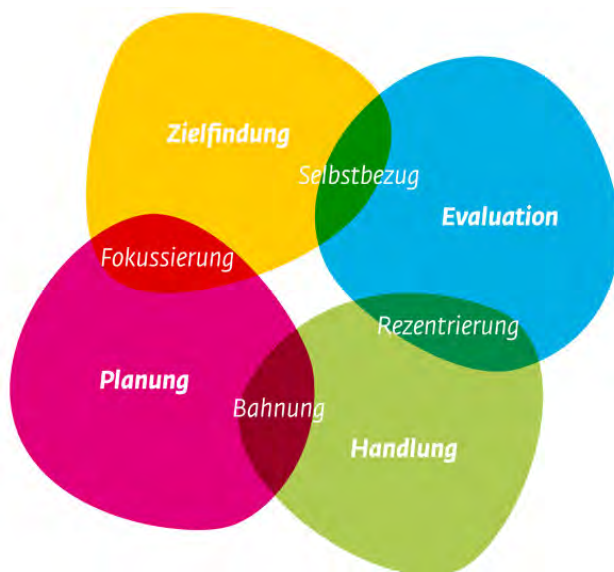 Zielfindung
Selbstbezug
Evaluation
Fokussierung
Rezentrierung
Planung
Bahnung
Handlung